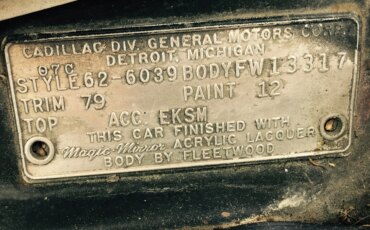 CADILLAC DIV. GENERAL MOTORS CORP.
DETROIT, MICHIGAN
07C
STYLE 62-6039 BODY FW 13317
TRIM 79 PAINT 12
TOP ACC: EKSM
THIS CAR FINISHED WITH
Magic-Mirror ACRYLIC LACQUER
BODY BY FLEETWOOD